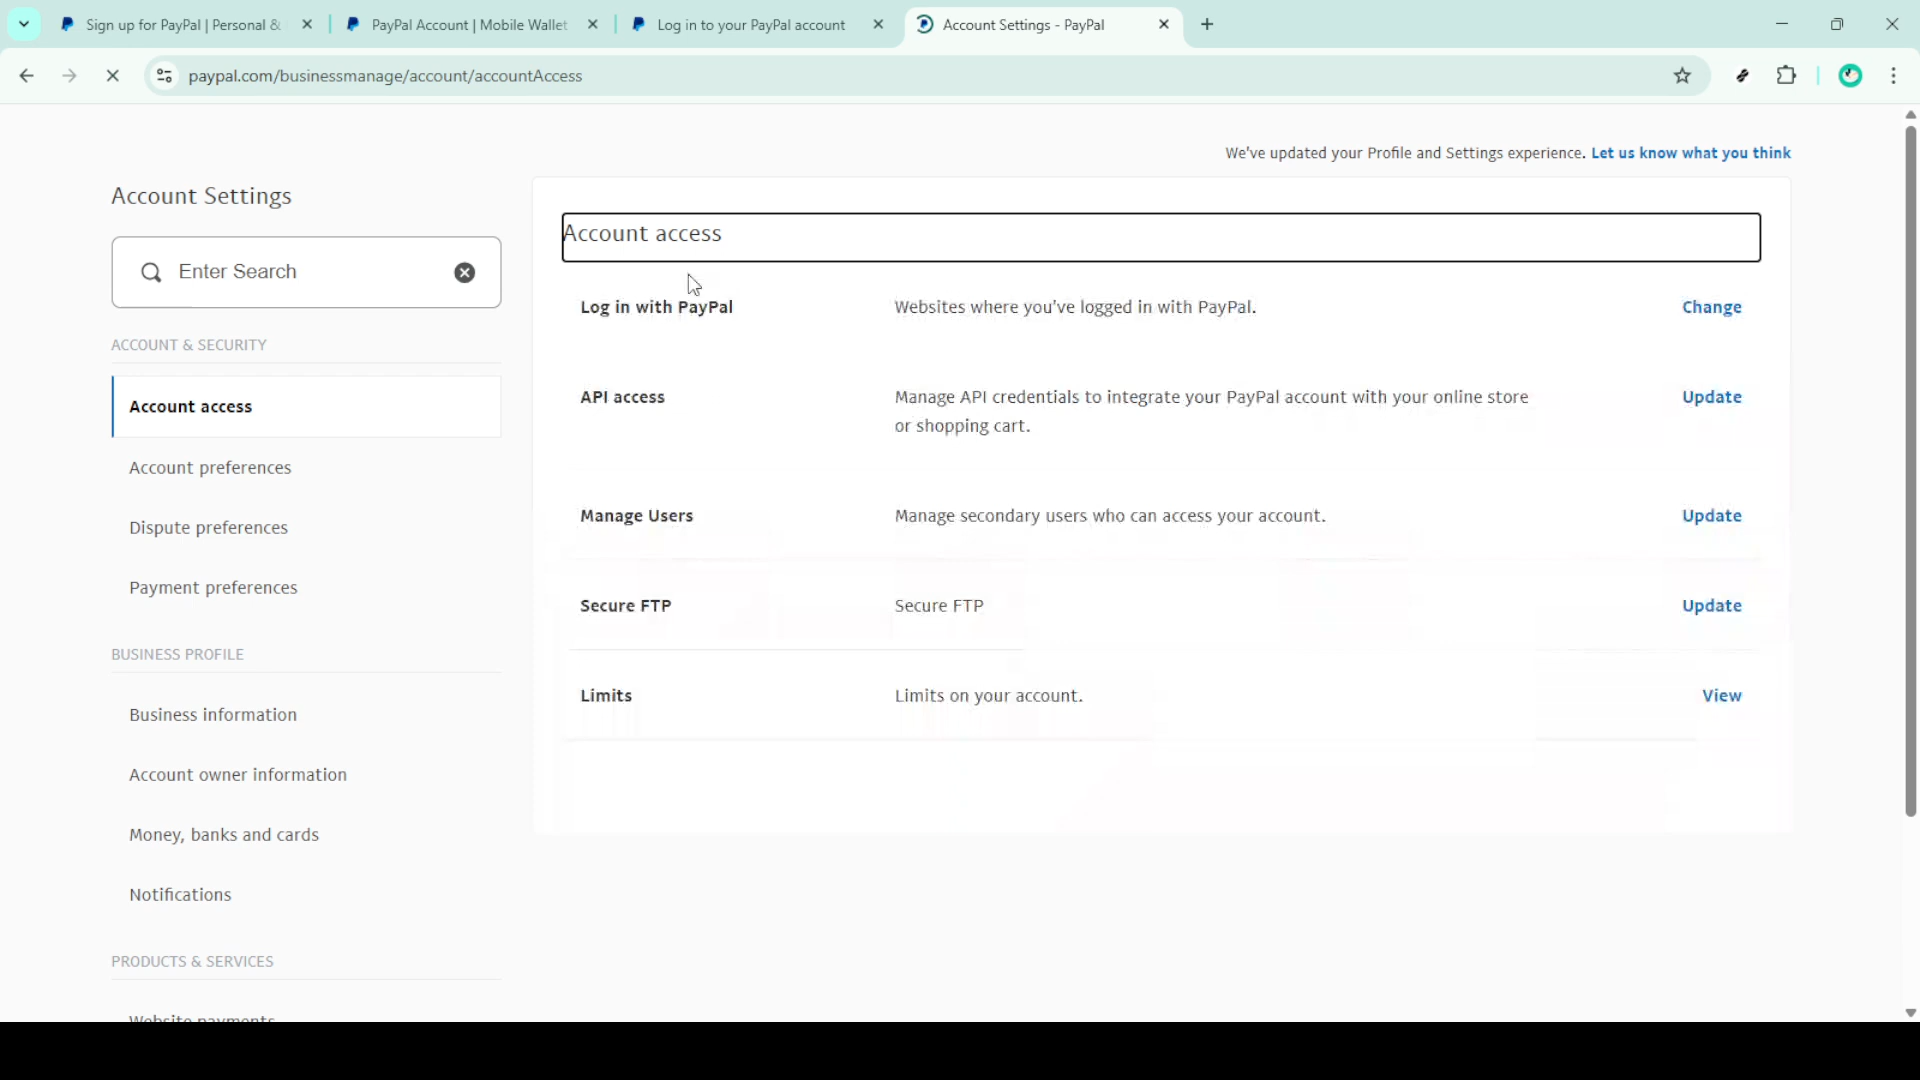 Sign up for PayPal | Personal &
PayPal Account | Mobile Wallet
Log in to your PayPal account
Account Settings - PayPal
paypal.com/businessmanage/account/accountAccess
We've updated your Profile and Settings experience. Let us know what you think
Account Settings
Enter Search
ACCOUNT & SECURITY
Account access
Account preferences
Dispute preferences
Payment preferences
BUSINESS PROFILE
Business information
Account owner information
Money, banks and cards
Notifications
PRODUCTS & SERVICES
Website payments
Account access
Log in with PayPal
Websites where you've logged in with PayPal.
Change
API access
Manage API credentials to integrate your PayPal account with your online store
or shopping cart.
Update
Manage Users
Manage secondary users who can access your account.
Update
Secure FTP
Secure FTP
Update
Limits
Limits on your account.
View